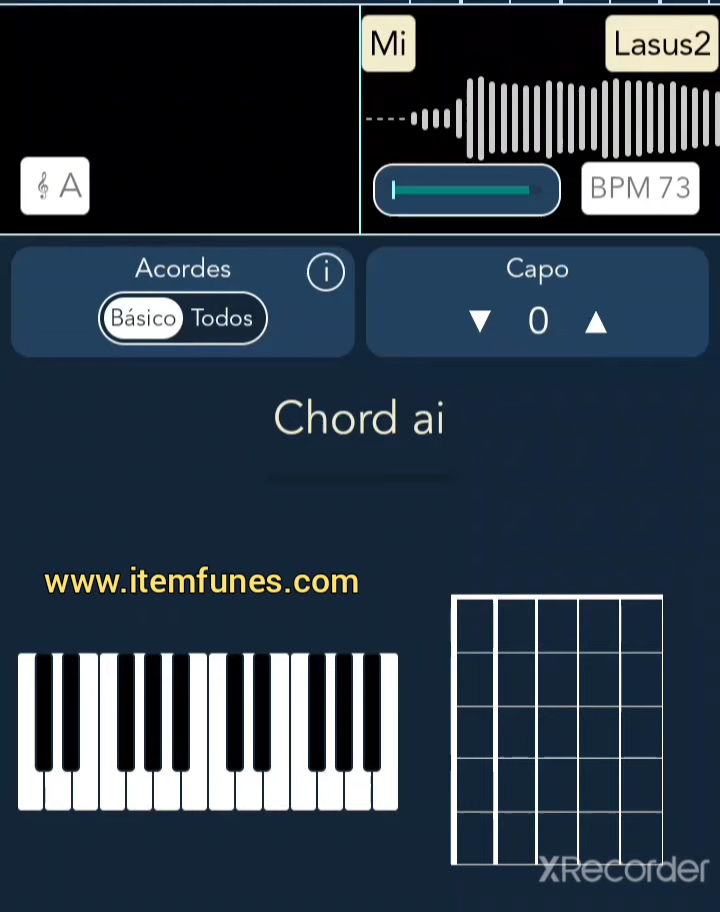 Mi
Lasus2
A
BPM 73
Acordes
i
Capo
Básico Todos
0
Chord ai
www.itemfunes.com
XRecorder